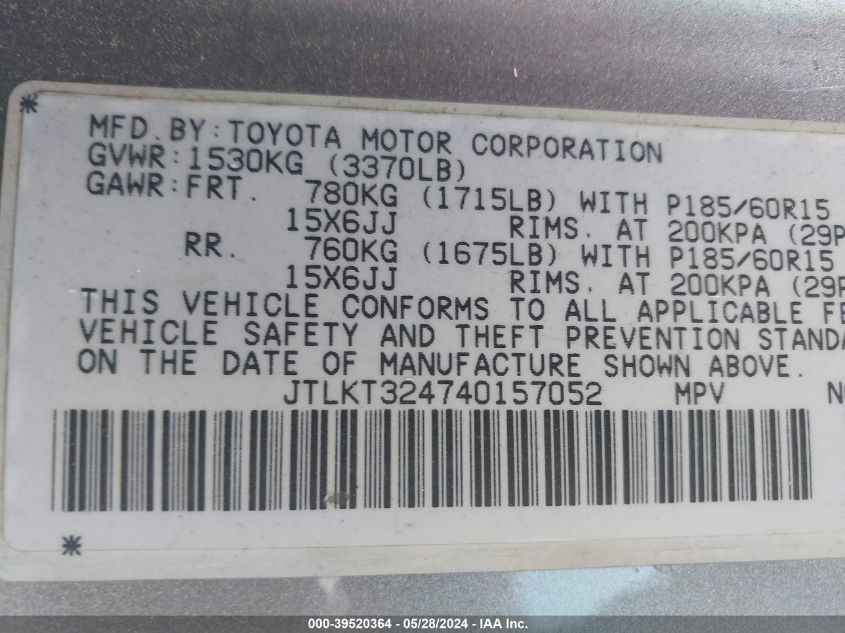 MFD. BY: TOYOTA MOTOR CORPORATION
GVWR: 1530KG (3370LB)
GAWR: FRT. 780KG (1715LB) WITH P185/60R15
15X6JJ RIMS. AT 200KPA (29P
RR. 760KG (1675LB) WITH P185/60R15
15X6JJ RIMS. AT 200KPA (29P
THIS VEHICLE CONFORMS TO ALL APPLICABLE FE
VEHICLE SAFETY AND THEFT PREVENTION STANDA
ON THE DATE OF MANUFACTURE SHOWN ABOVE.
JTLKT324740157052 MPV NO
000-39520364 - 05/28/2024 - IAA Inc.